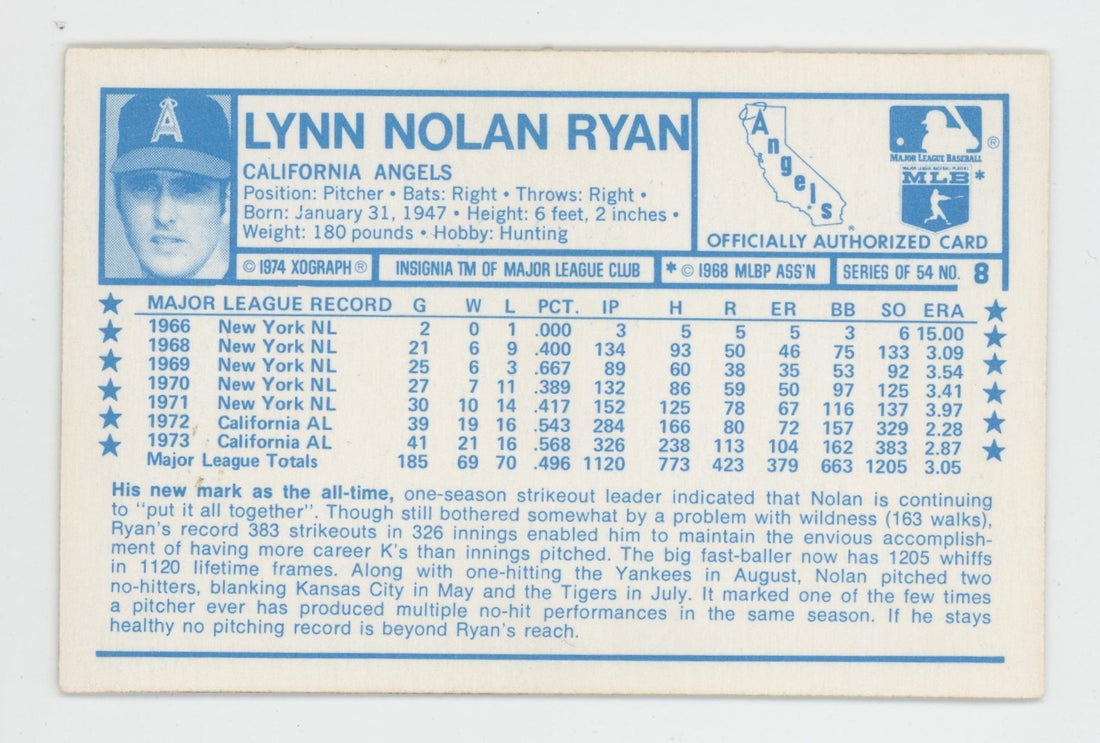 LYNN NOLAN RYAN
CALIFORNIA ANGELS
Position: Pitcher • Bats: Right • Throws: Right •
Born: January 31, 1947 • Height: 6 feet, 2 inches •
Weight: 180 pounds • Hobby: Hunting
A
Angels
®
MAJOR LEAGUE BASEBALL
®
MAJOR LEAGUE BASEBALL PLAYERS
MLB*
OFFICIALLY AUTHORIZED CARD
© 1974 XOGRAPH®
INSIGNIA TM OF MAJOR LEAGUE CLUB
* © 1968 MLBP ASS'N
SERIES OF 54 NO. 8
MAJOR LEAGUE RECORD G W L PCT. IP H R ER BB SO ERA
1966 New York NL 2 0 1 .000 3 5 5 5 3 6 15.00
1968 New York NL 21 6 9 .400 134 93 50 46 75 133 3.09
1969 New York NL 25 6 3 .667 89 60 38 35 53 92 3.54
1970 New York NL 27 7 11 .389 132 86 59 50 97 125 3.41
1971 New York NL 30 10 14 .417 152 125 78 67 116 137 3.97
1972 California AL 39 19 16 .543 284 166 80 72 157 329 2.28
1973 California AL 41 21 16 .568 326 238 113 104 162 383 2.87
Major League Totals 185 69 70 .496 1120 773 423 379 663 1205 3.05
His new mark as the all-time, one-season strikeout leader indicated that Nolan is continuing
to "put it all together". Though still bothered somewhat by a problem with wildness (163 walks),
Ryan's record 383 strikeouts in 326 innings enabled him to maintain the envious accomplish-
ment of having more career K's than innings pitched. The big fast-baller now has 1205 whiffs
in 1120 lifetime frames. Along with one-hitting the Yankees in August, Nolan pitched two
no-hitters, blanking Kansas City in May and the Tigers in July. It marked one of the few times
a pitcher ever has produced multiple no-hit performances in the same season. If he stays
healthy no pitching record is beyond Ryan's reach.